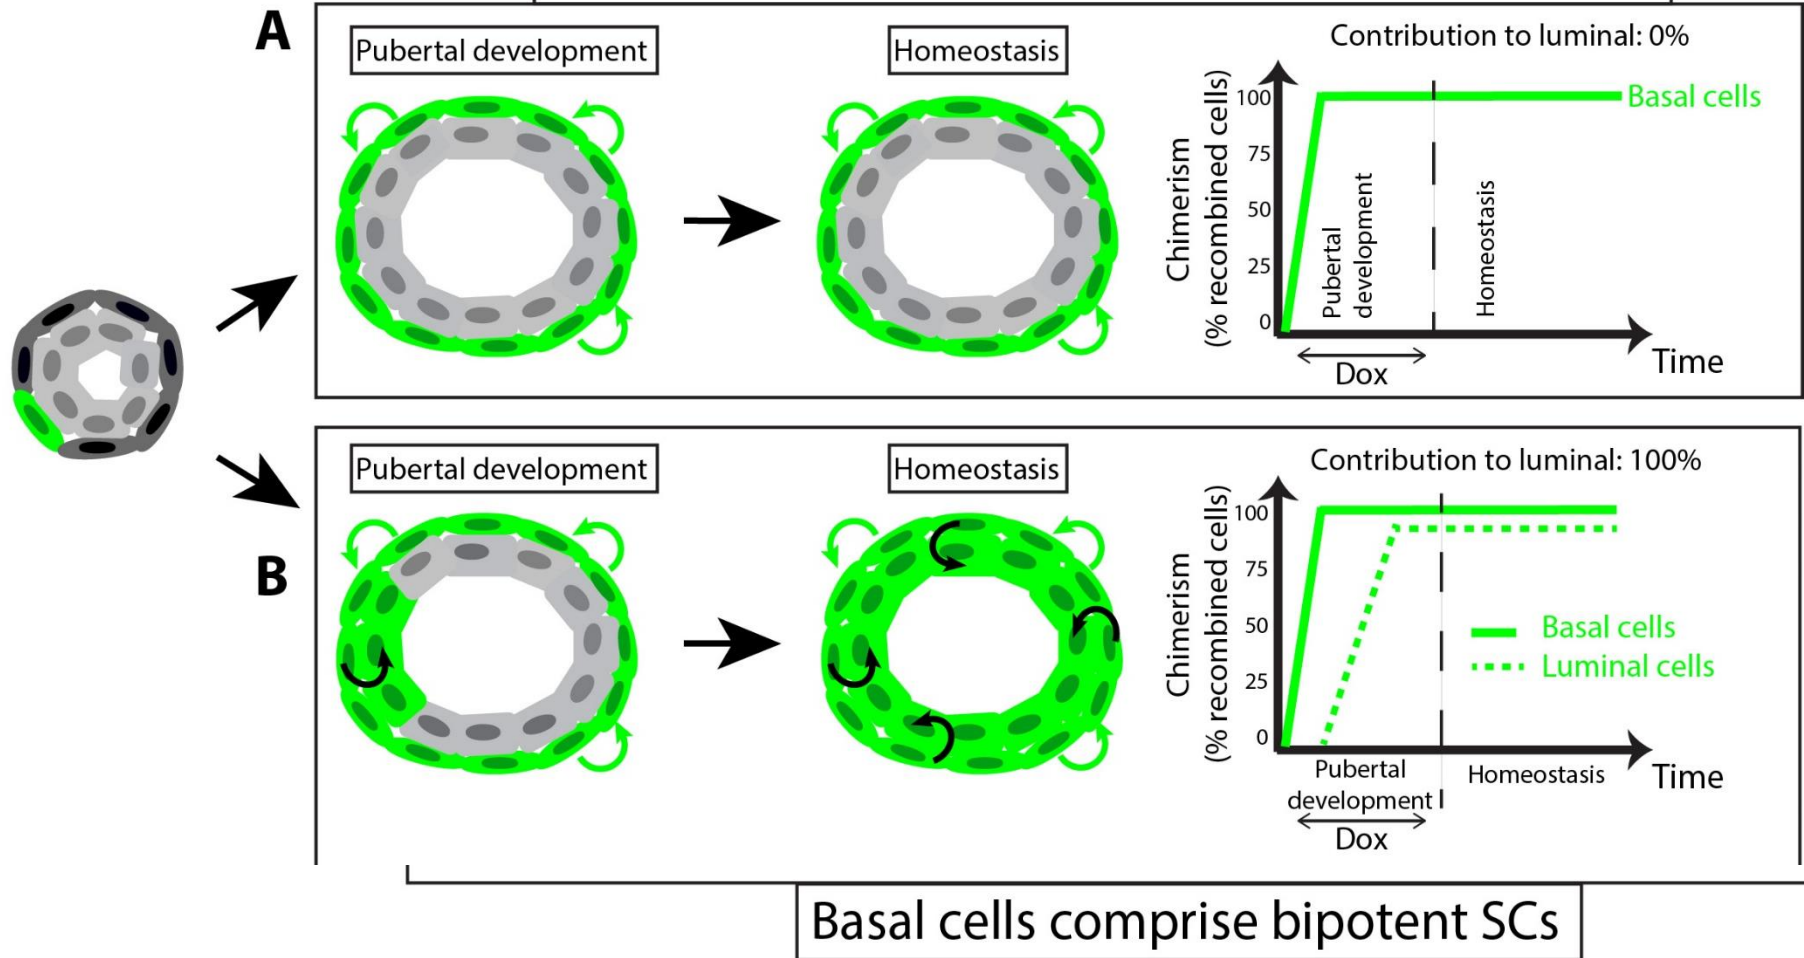 A
Pubertal development
Homeostasis
Contribution to luminal: 0%
Chimerism
(% recombined cells)
100
75
50
25
0
Basal cells
Pubertal
development
Homeostasis
Dox
Time
B
Pubertal development
Homeostasis
Contribution to luminal: 100%
Chimerism
(% recombined cells)
100
75
50
25
0
Basal cells
Luminal cells
Pubertal
development
Homeostasis
Time
Dox
Basal cells comprise bipotent SCs